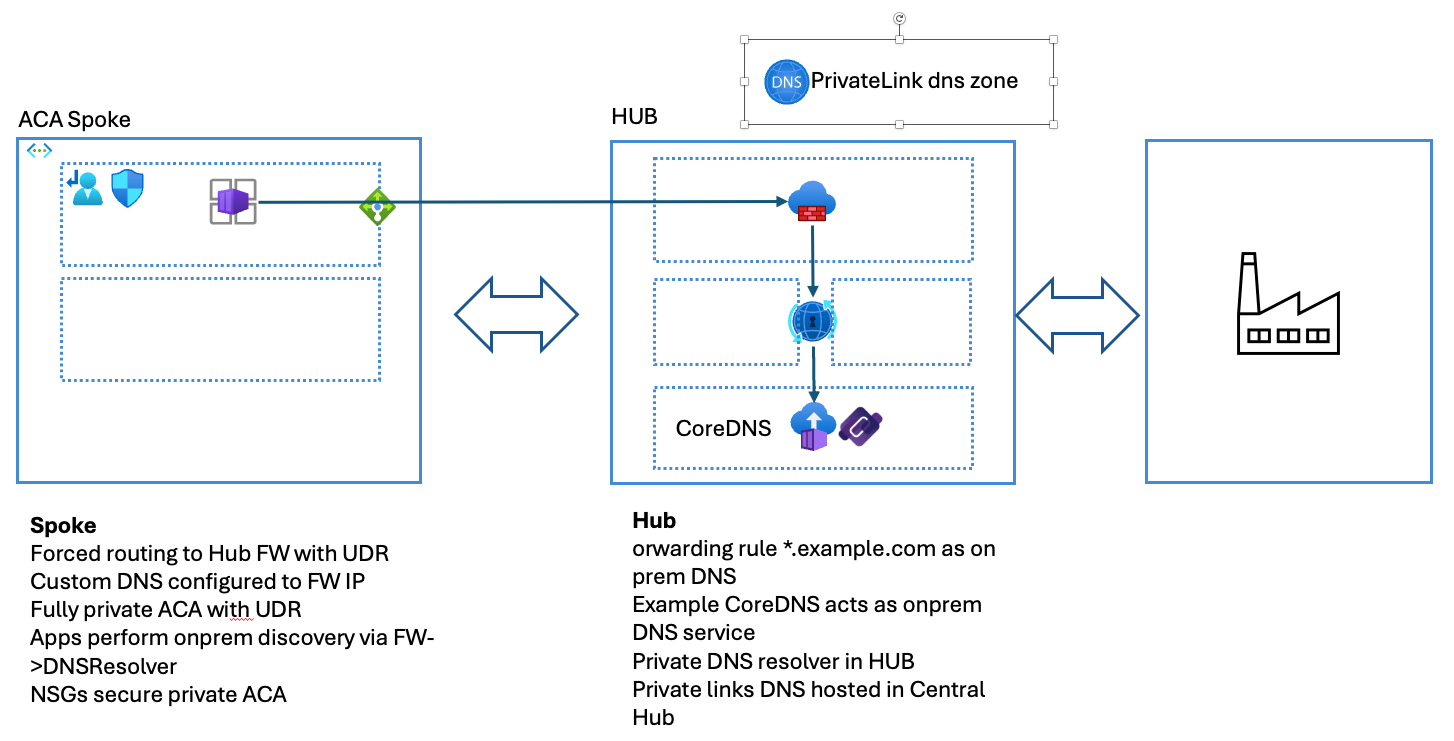 PrivateLink dns zone
DNS
ACA Spoke
HUB
CoreDNS
Spoke
Forced routing to Hub FW with UDR
Custom DNS configured to FW IP
Fully private ACA with UDR
Apps perform onprem discovery via FW-
>DNSResolver
NSGs secure private ACA
Hub
orwarding rule *.example.com as on
prem DNS
Example CoreDNS acts as onprem
DNS service
Private DNS resolver in HUB
Private links DNS hosted in Central
Hub